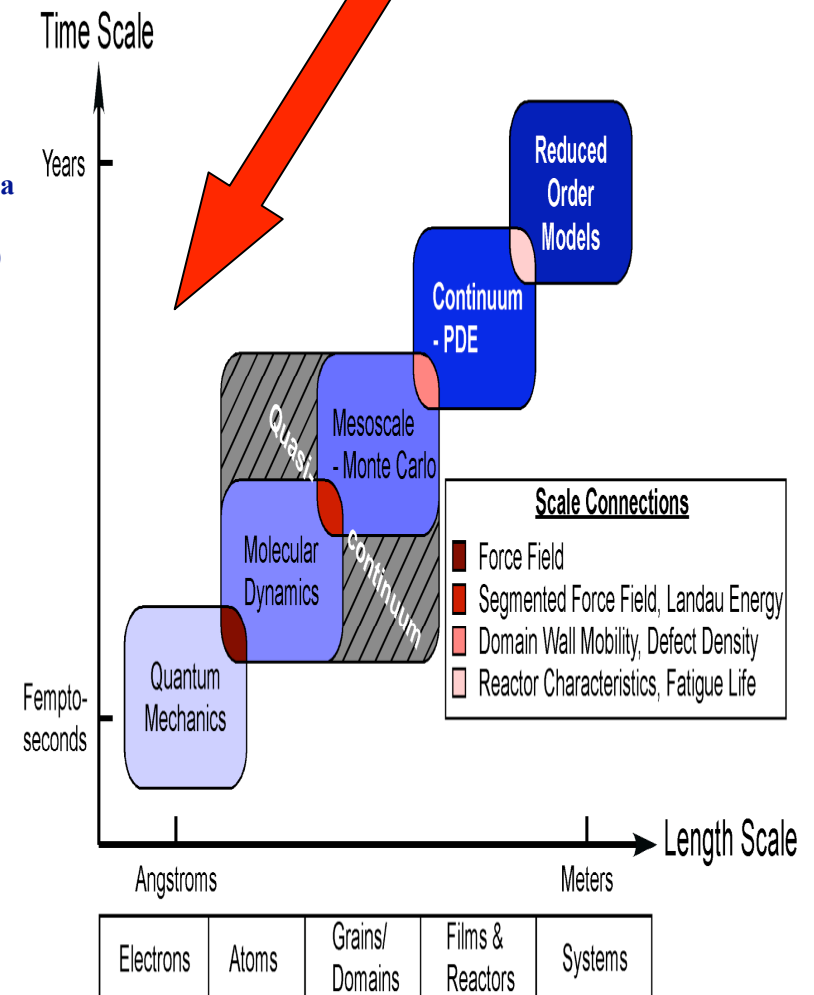 Time Scale
Years
a
Reduced
Order
Models
Continuum
- PDE
Quasi-
continuum
Mesoscale
- Monte Carlo
Molecular
Dynamics
Quantum
Mechanics
Fempto-
seconds
Scale Connections
Force Field
Segmented Force Field, Landau Energy
Domain Wall Mobility, Defect Density
Reactor Characteristics, Fatigue Life
Length Scale
Angstroms
Meters
Electrons
Atoms
Grains/
Domains
Films &
Reactors
Systems